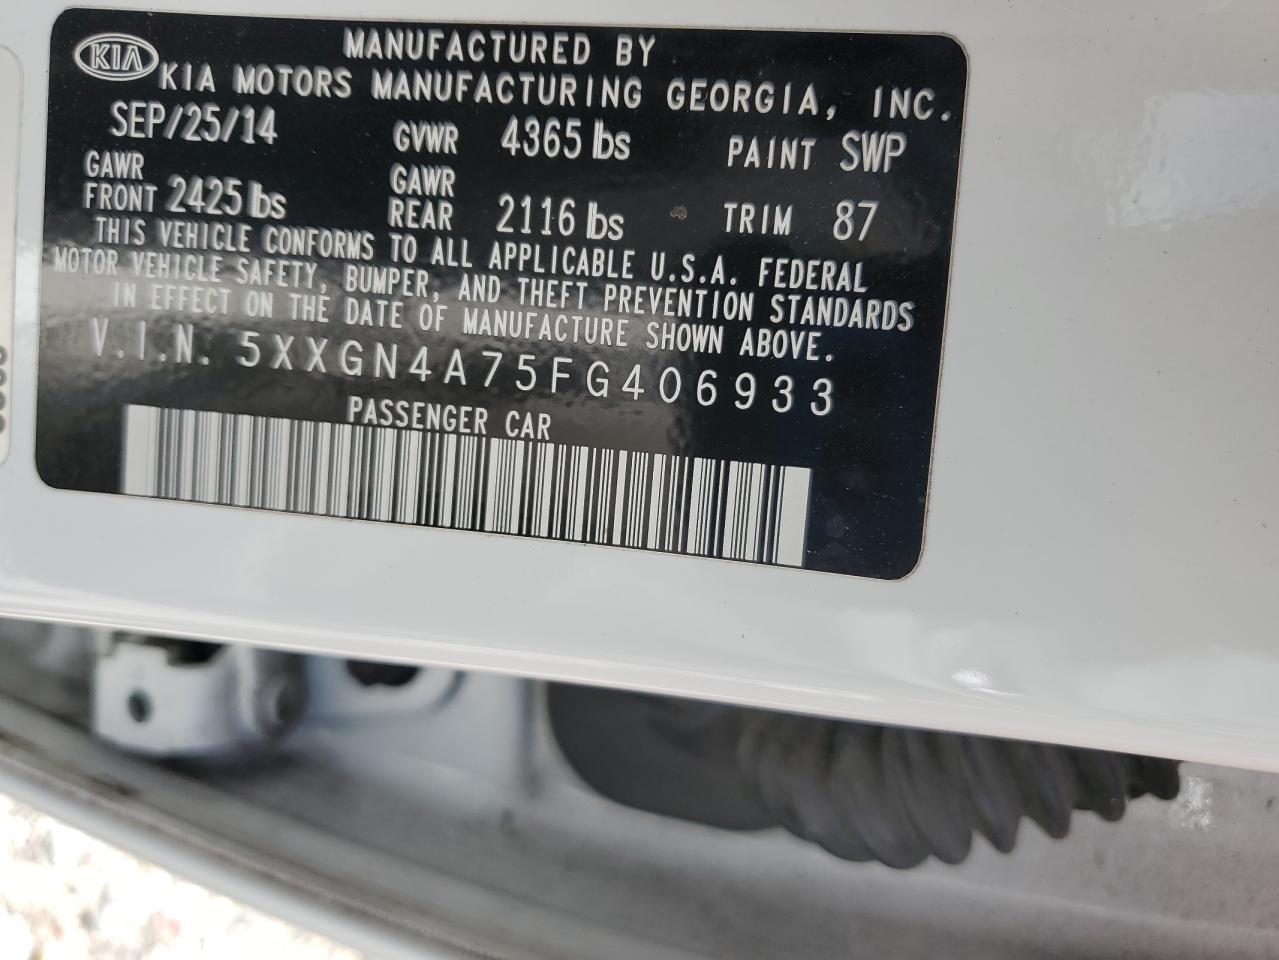 KIA
MANUFACTURED BY
KIA MOTORS MANUFACTURING GEORGIA, INC.
SEP/25/14 GVWR 4365 lbs PAINT SWP
GAWR FRONT 2425 lbs GAWR REAR 2116 lbs TRIM 87
THIS VEHICLE CONFORMS TO ALL APPLICABLE U.S.A. FEDERAL
MOTOR VEHICLE SAFETY, BUMPER, AND THEFT PREVENTION STANDARDS
IN EFFECT ON THE DATE OF MANUFACTURE SHOWN ABOVE.
V.I.N. 5XXGN4A75FG406933
PASSENGER CAR